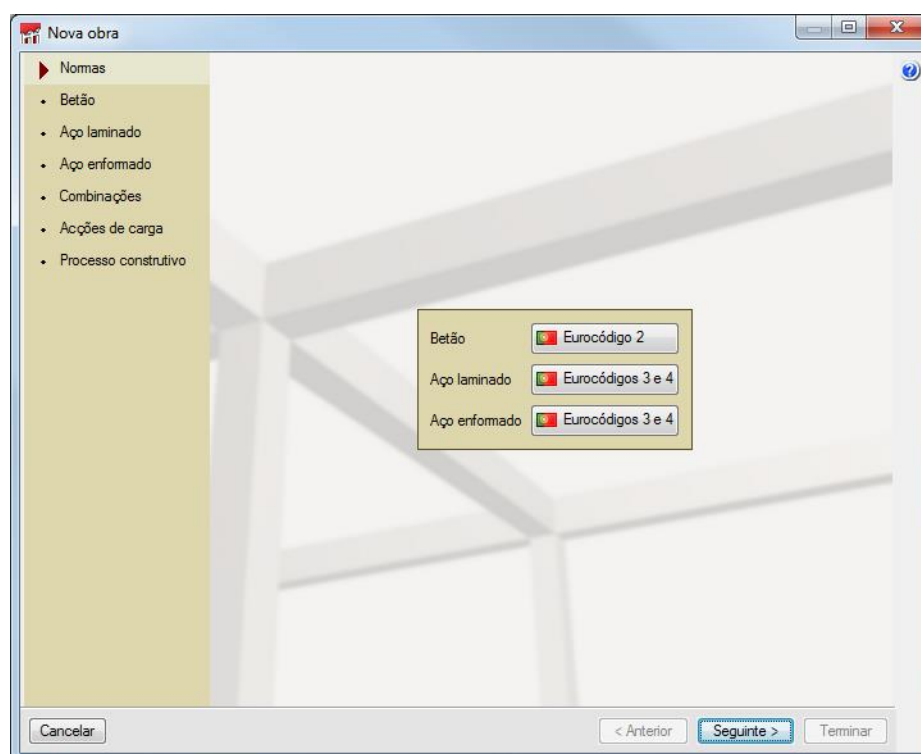 Nova obra
Normas
Betão
Aço laminado
Aço enformado
Combinações
Acções de carga
Processo construtivo
Betão Eurocódigo 2
Aço laminado Eurocódigos 3 e 4
Aço enformado Eurocódigos 3 e 4
Cancelar < Anterior Seguinte > Terminar